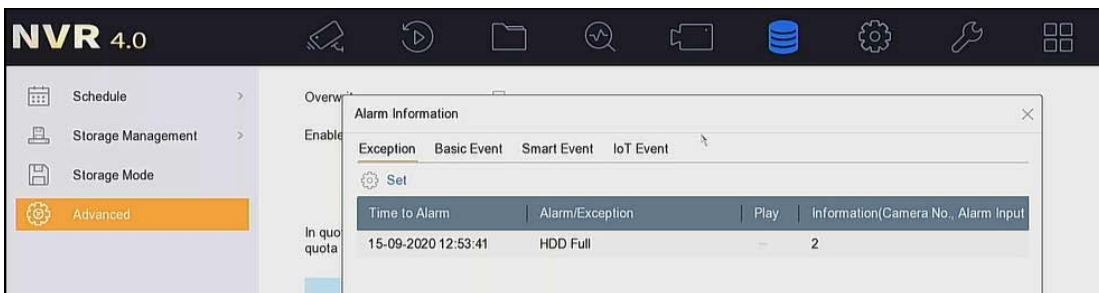 NVR 4.0
Schedule
Storage Management
Storage Mode
Advanced
Overw
Enable
In quo
quota
Alarm Information
Exception Basic Event Smart Event IoT Event
Set
Time to Alarm Alarm/Exception Play Information(Camera No., Alarm Input
15-09-2020 12:53:41 HDD Full 2